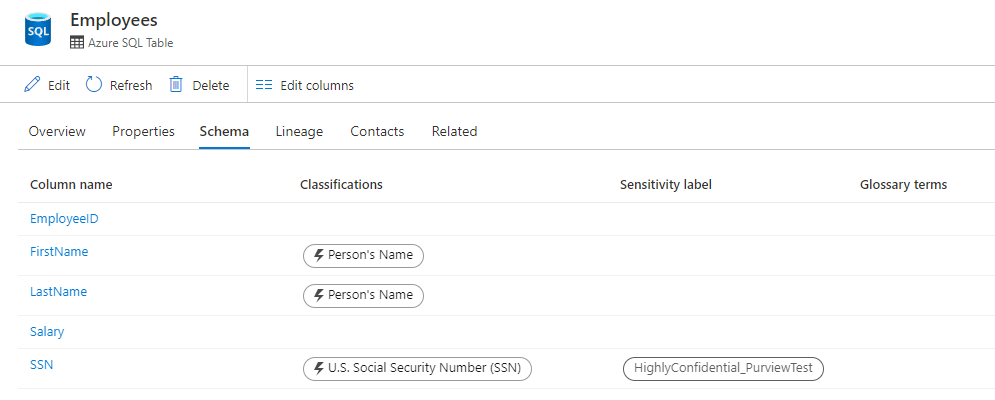 SQL
Employees
Azure SQL Table
Edit Refresh Delete Edit columns
Overview Properties Schema Lineage Contacts Related
Column name Classifications Sensitivity label Glossary terms
EmployeeID
FirstName Person's Name
LastName Person's Name
Salary
SSN U.S. Social Security Number (SSN) HighlyConfidential_PurviewTest